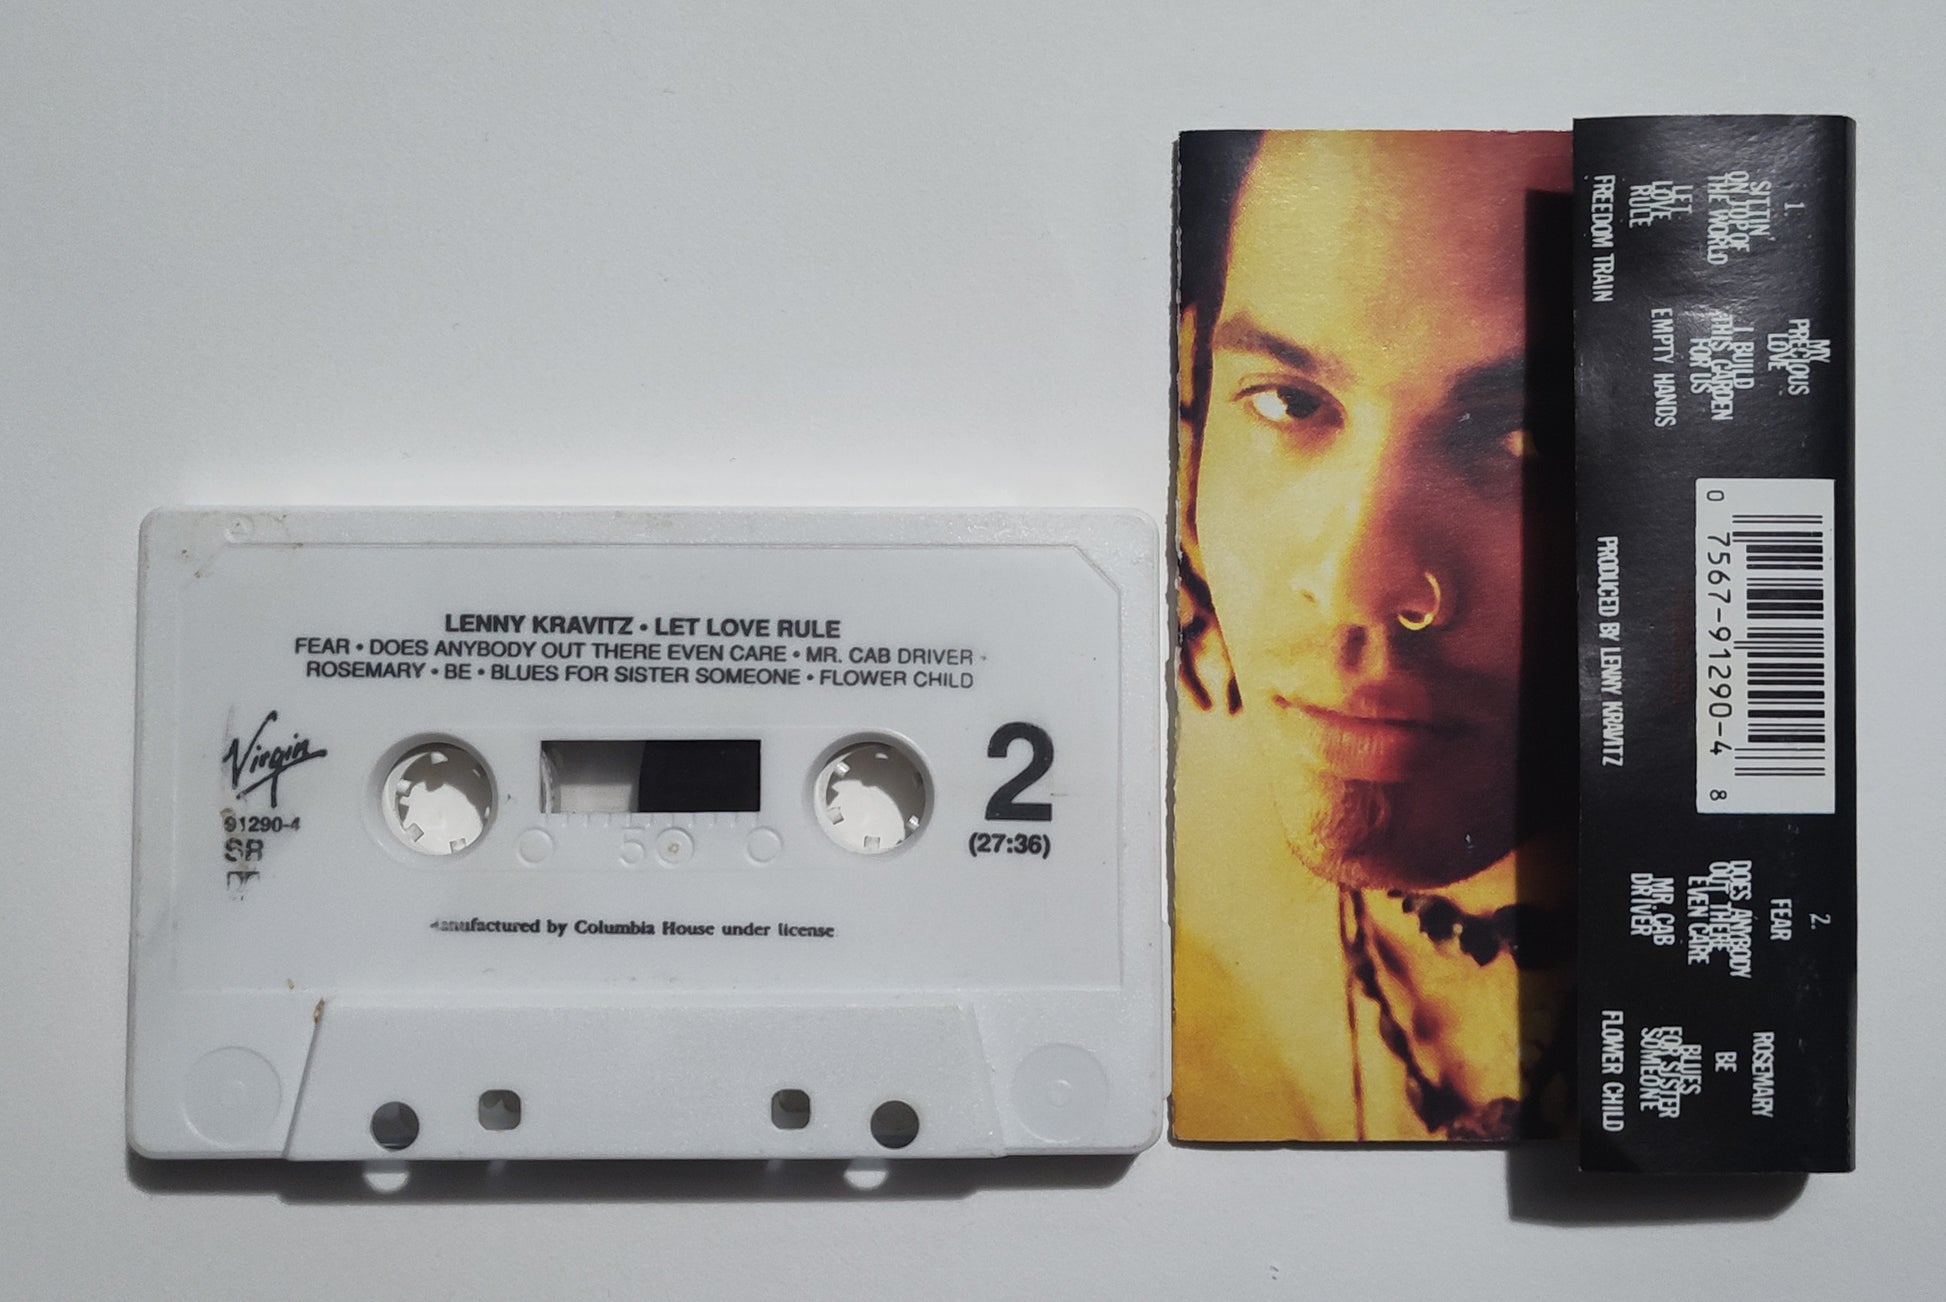 LENNY KRAVITZ • LET LOVE RULE
FEAR • DOES ANYBODY OUT THERE EVEN CARE • MR. CAB DRIVER •
ROSEMARY • BE • BLUES FOR SISTER SOMEONE • FLOWER CHILD
Virgin
91290-4
SR
2
(27:36)
50
anufactured by Columbia House under license
1.
SITTIN'
ON TOP OF
THE WORLD
LET
LOVE
RULE
FREEDOM TRAIN
MY
PRECIOUS
LOVE
I BUILD
THIS GARDEN
FOR US
EMPTY HANDS
0 7567-91290-4 8
PRODUCED BY LENNY KRAVITZ
2.
FEAR
DOES ANYBODY
OUT THERE
EVEN CARE
MR. CAB
DRIVER
ROSEMARY
BE
BLUES
FOR SISTER
SOMEONE
FLOWER CHILD